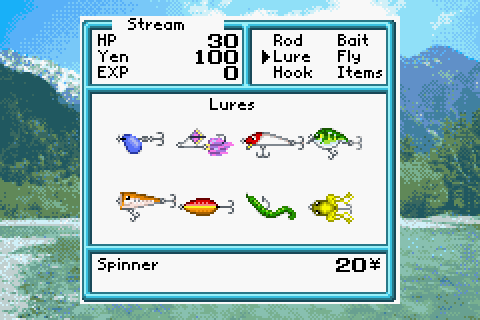 Stream
HP 30
Yen 100
EXP 0
Rod Bait
Lure Fly
Hook Items
Lures
Spinner 20¥